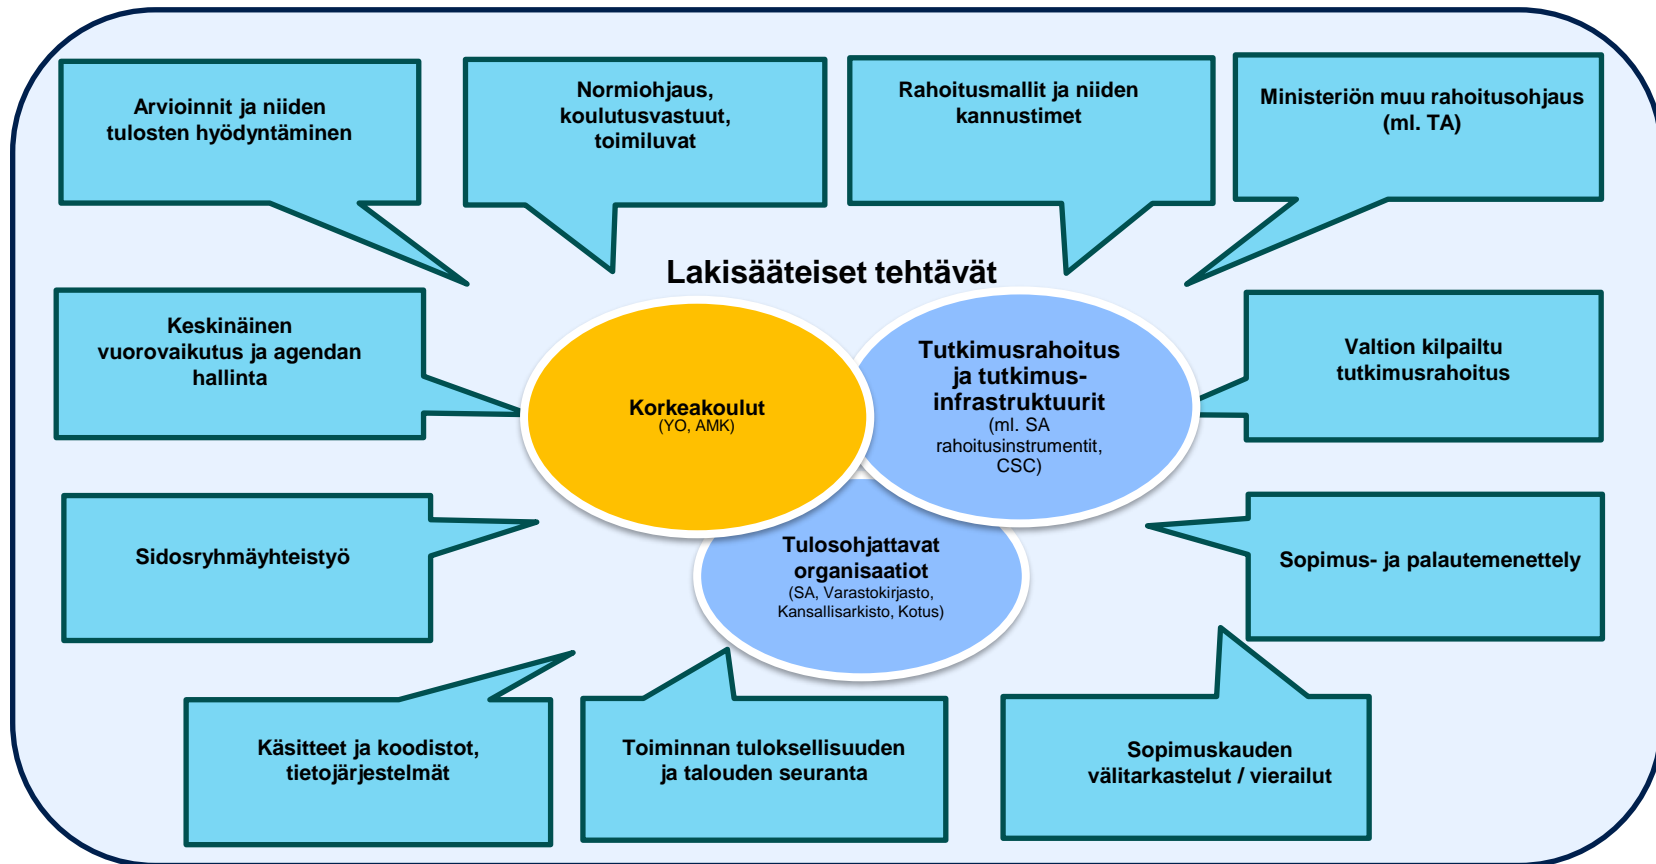 Arvioinnit ja niiden
tulosten hyödyntäminen
Normiohjaus,
koulutusvastuut,
toimiluvat
Rahoitusmallit ja niiden
kannustimet
Ministeriön muu rahoitusohjaus
(ml. TA)
Lakisääteiset tehtävät
Keskinäinen
vuorovaikutus ja agendan
hallinta
Korkeakoulut
(YO, AMK)
Tutkimusrahoitus
ja tutkimus-
infrastruktuurit
(ml. SA
rahoitusinstrumentit,
CSC)
Valtion kilpailtu
tutkimusrahoitus
Sidosryhmäyhteistyö
Tulosohjattavat
organisaatiot
(SA, Varastokirjasto,
Kansallisarkisto, Kotus)
Sopimus- ja palautemenettely
Käsitteet ja koodistot,
tietojärjestelmät
Toiminnan tuloksellisuuden
ja talouden seuranta
Sopimuskauden
välitarkastelut / vierailut